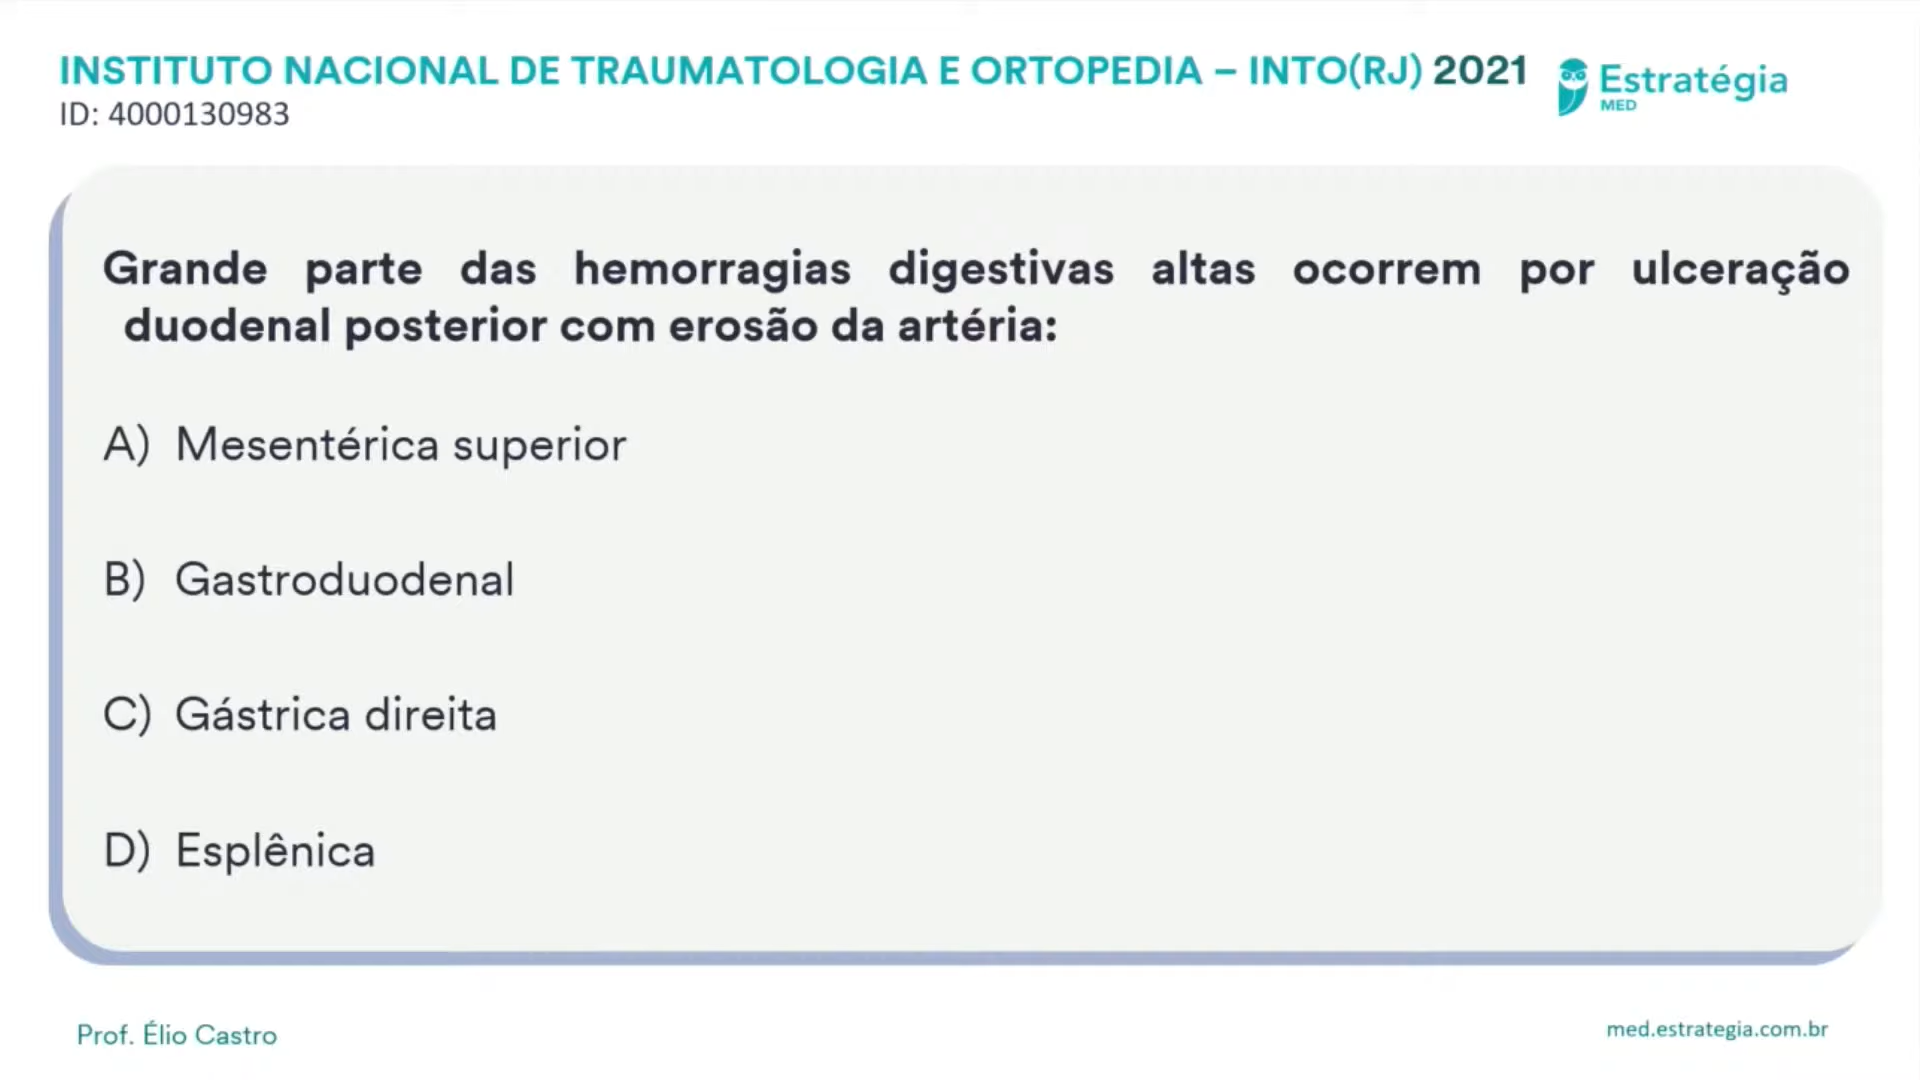 INSTITUTO NACIONAL DE TRAUMATOLOGIA E ORTOPEDIA – INTO(RJ) 2021
Estratégia
MED
ID: 4000130983
Grande parte das hemorragias digestivas altas ocorrem por ulceração
duodenal posterior com erosão da artéria:
A) Mesentérica superior
B) Gastroduodenal
C) Gástrica direita
D) Esplênica
Prof. Élio Castro
med.estrategia.com.br